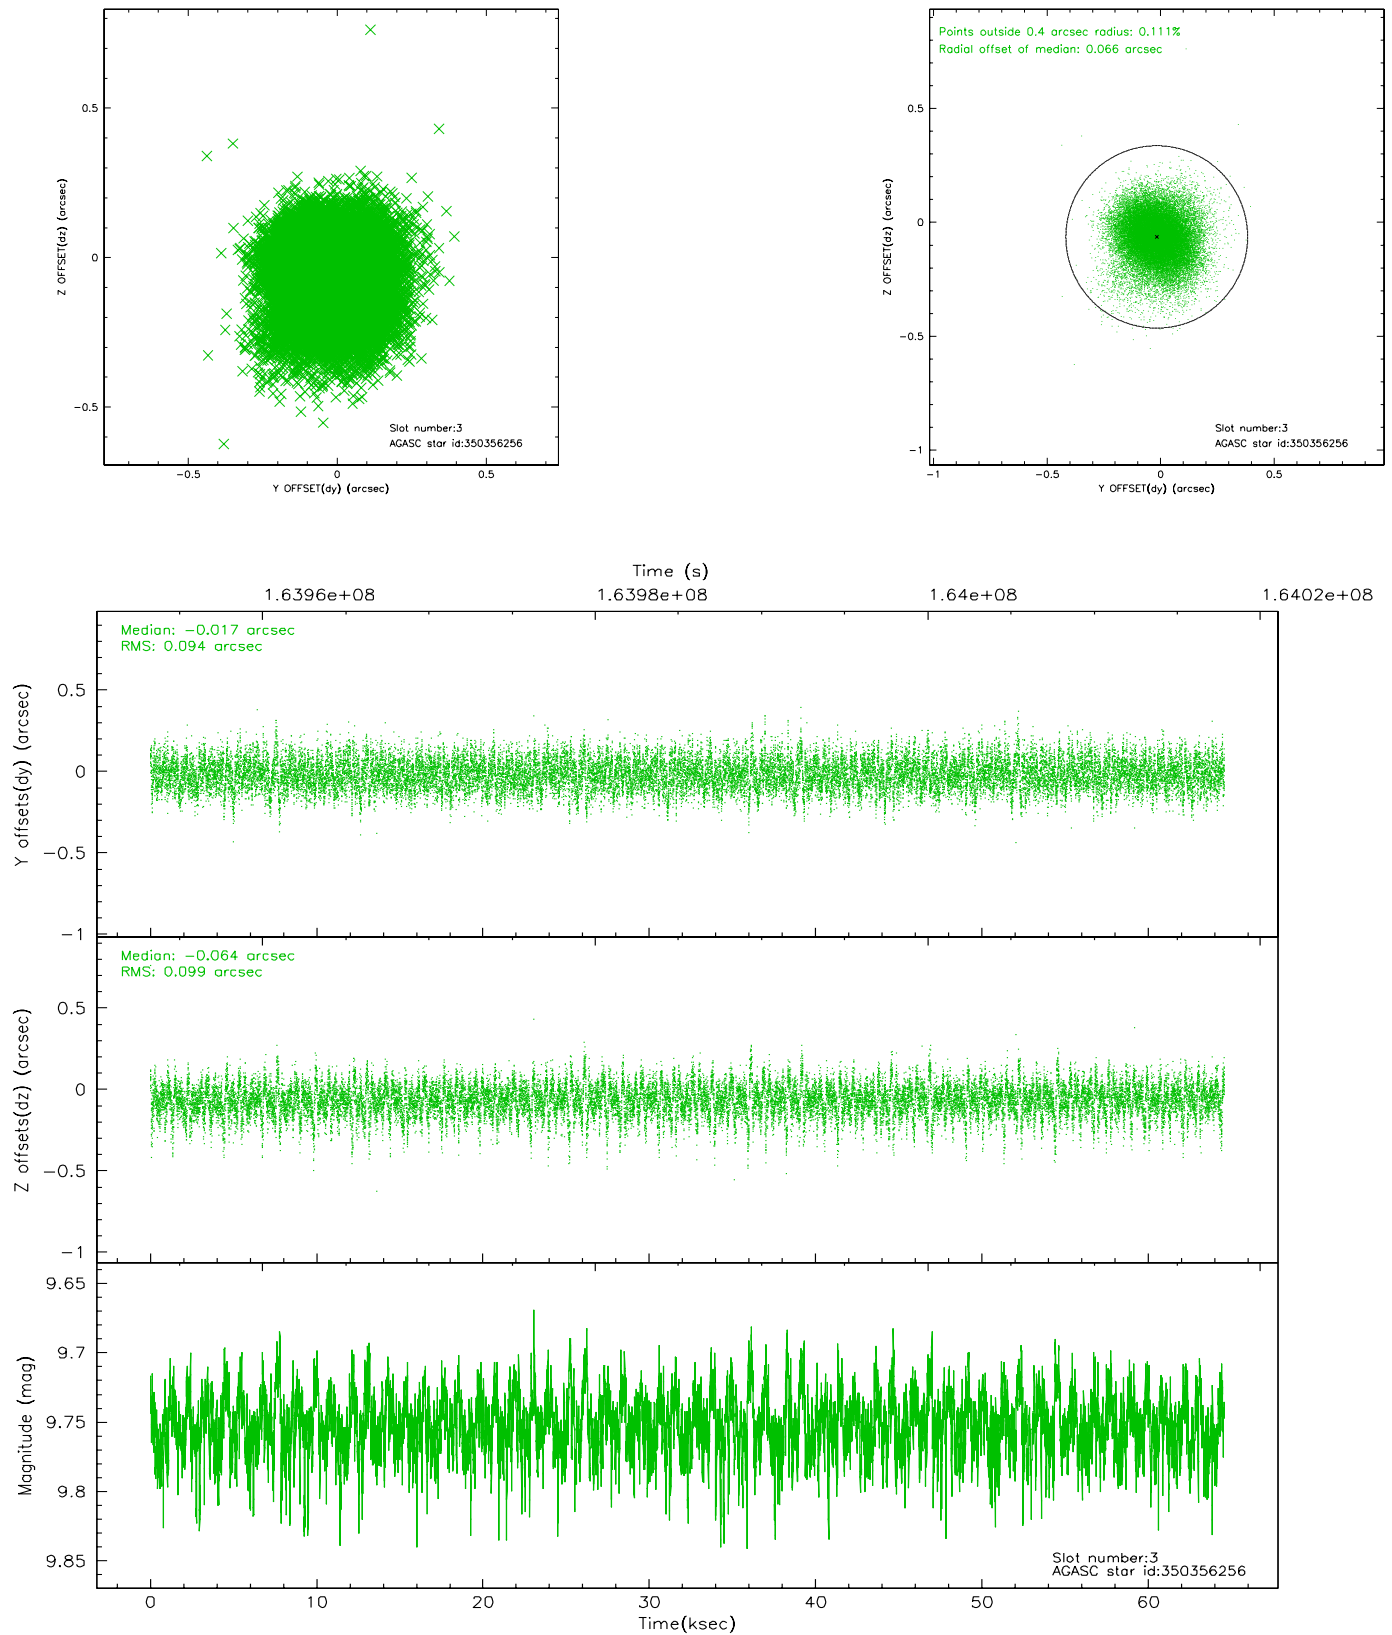 0.5
0
−0.5
Z OFFSET(dz) (arcsec)
Slot number:3
AGASC star id:350356256
−0.5
0
0.5
Y OFFSET(dy) (arcsec)
Points outside 0.4 arcsec radius: 0.111%
Radial offset of median: 0.066 arcsec
0.5
0
−0.5
−1
Z OFFSET(dz) (arcsec)
Slot number:3
AGASC star id:350356256
−1
−0.5
0
0.5
Y OFFSET(dy) (arcsec)
Time (s)
1.6396e+08
1.6398e+08
1.64e+08
1.6402e+08
Median: −0.017 arcsec
RMS: 0.094 arcsec
0.5
0
−0.5
−1
Y offsets(dy) (arcsec)
Median: −0.064 arcsec
RMS: 0.099 arcsec
0.5
0
−0.5
−1
Z offsets(dz) (arcsec)
9.65
9.7
9.75
9.8
9.85
Magnitude (mag)
Slot number:3
AGASC star id:350356256
0
10
20
30
40
50
60
Time(ksec)